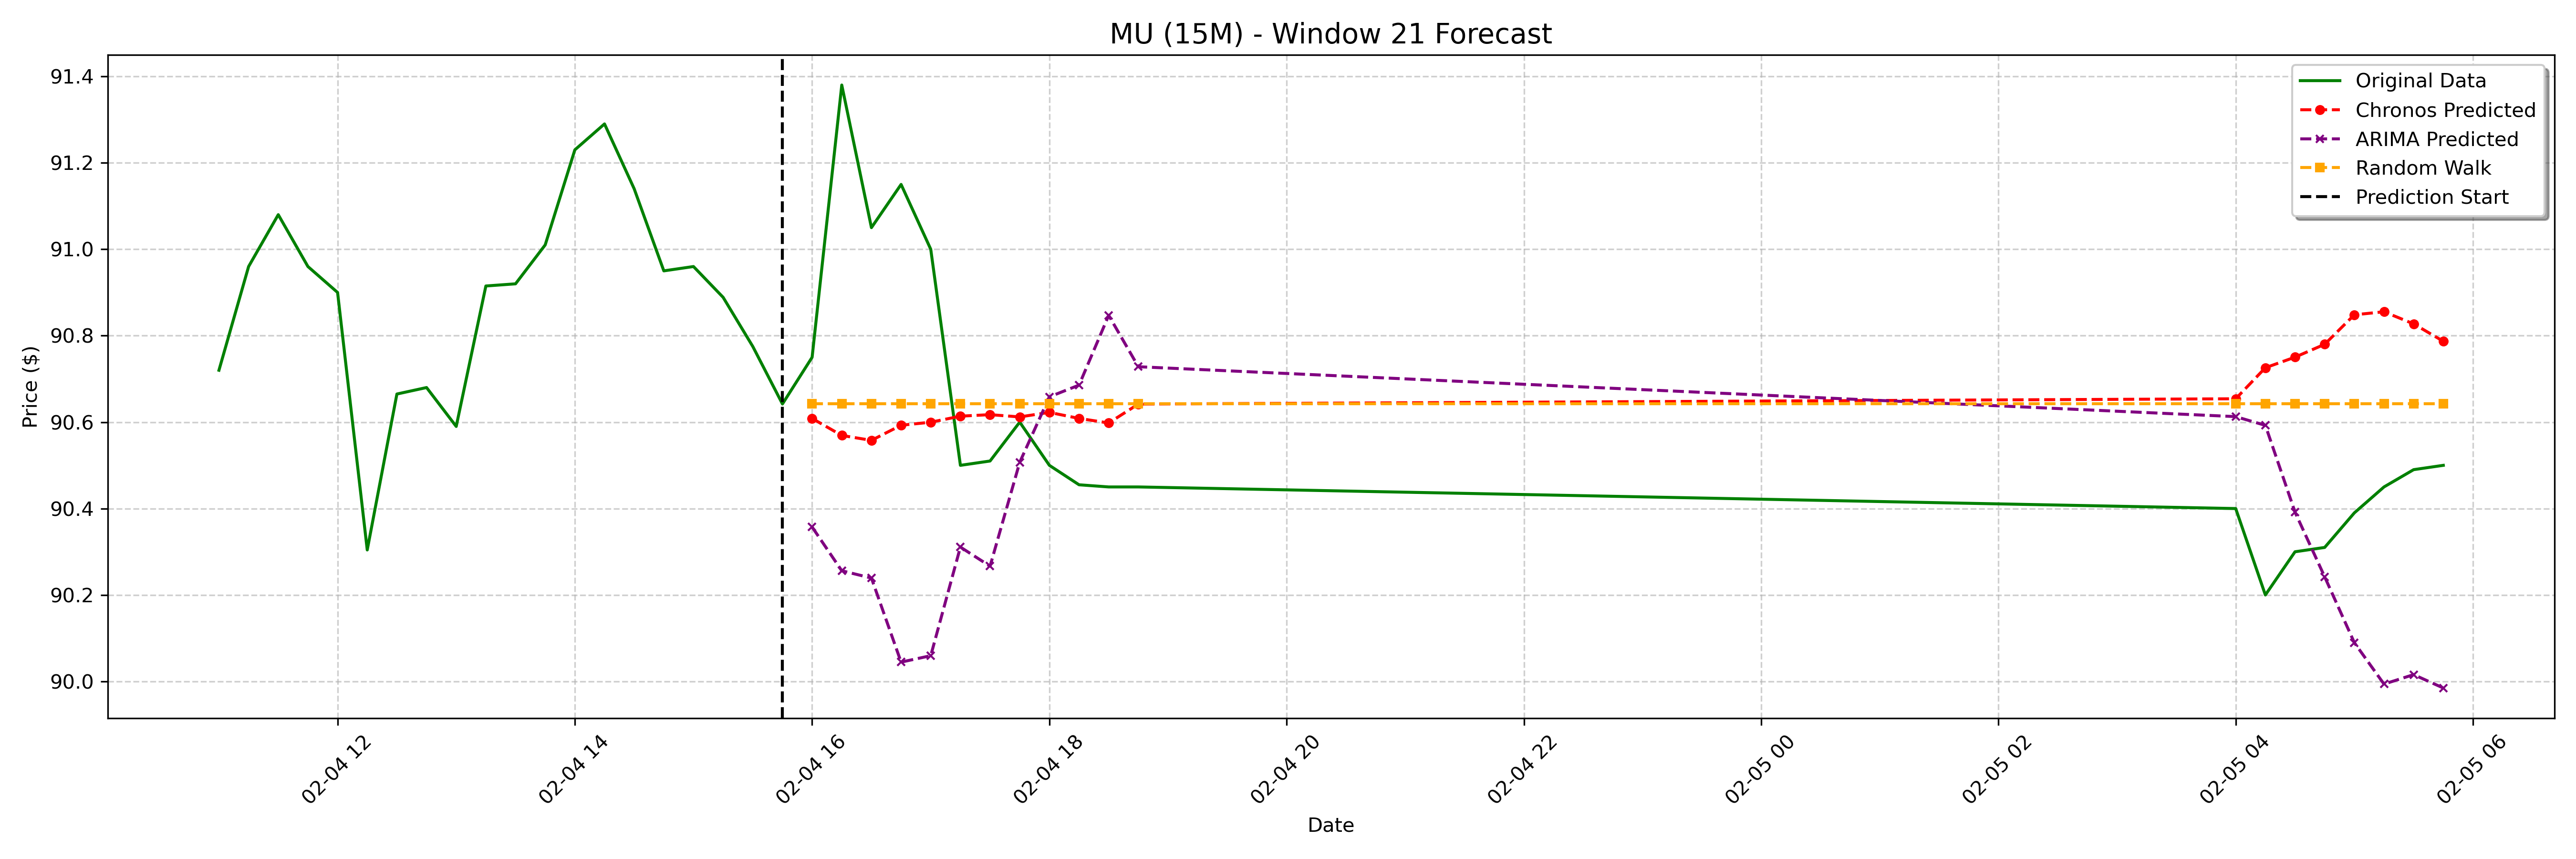 MU (15M) - Window 21 Forecast
Original Data
Chronos Predicted
ARIMA Predicted
Random Walk
Prediction Start
Price ($)
91.4
91.2
91.0
90.8
90.6
90.4
90.2
90.0
02-04 12
02-04 14
02-04 16
02-04 18
02-04 20
02-04 22
02-05 00
02-05 02
02-05 04
02-05 06
Date